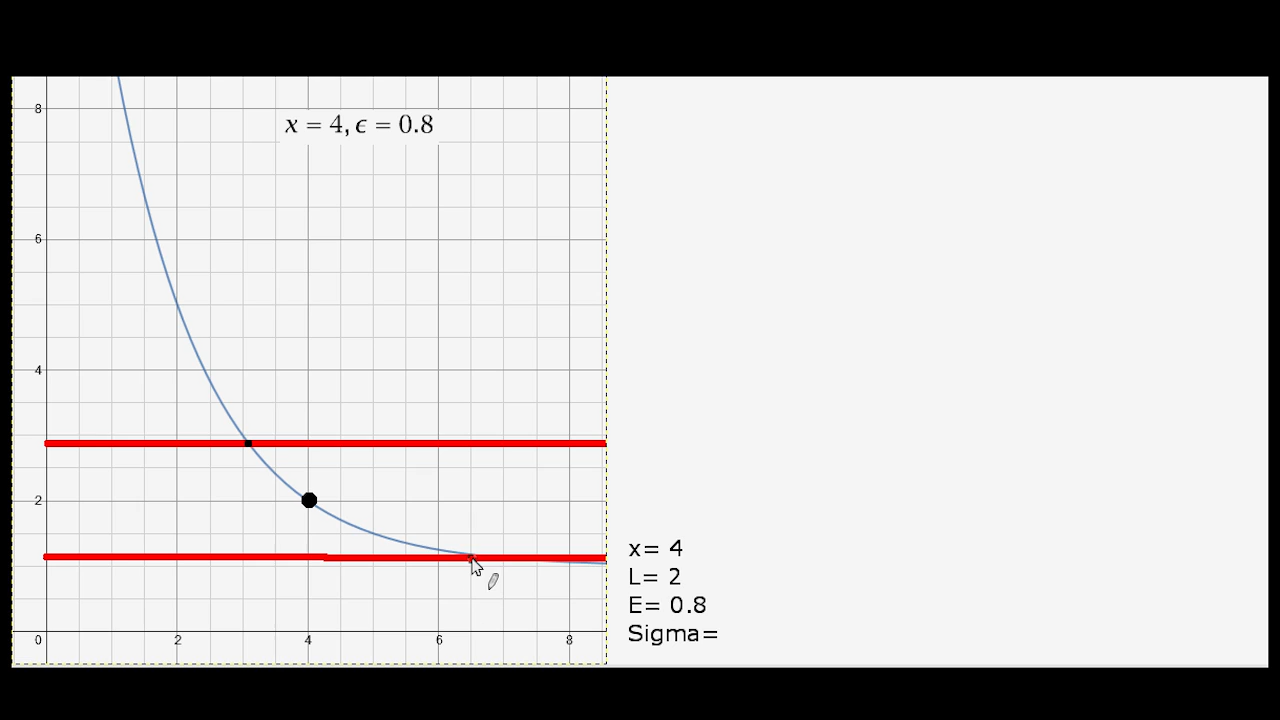 8
x = 4, ϵ = 0.8
6
4
2
x= 4
L= 2
E= 0.8
Sigma=
0 2 4 6 8